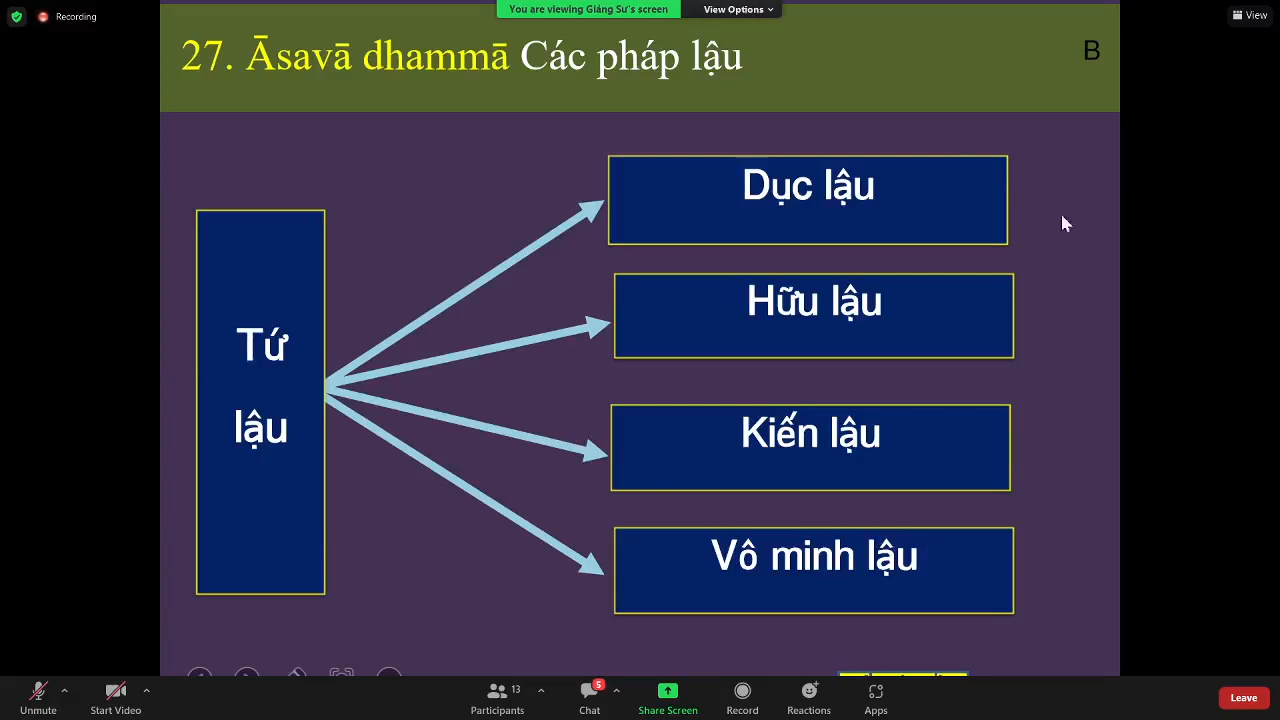 You are viewing Giảng Sư's screen
View Options
Recording
View
27. Āsavā dhammā Các pháp lậu
B
Tứ
lậu
Dục lậu
Hữu lậu
Kiến lậu
Vô minh lậu
Unmute
Start Video
13
Participants
5
Chat
Share Screen
Record
Reactions
Apps
Leave